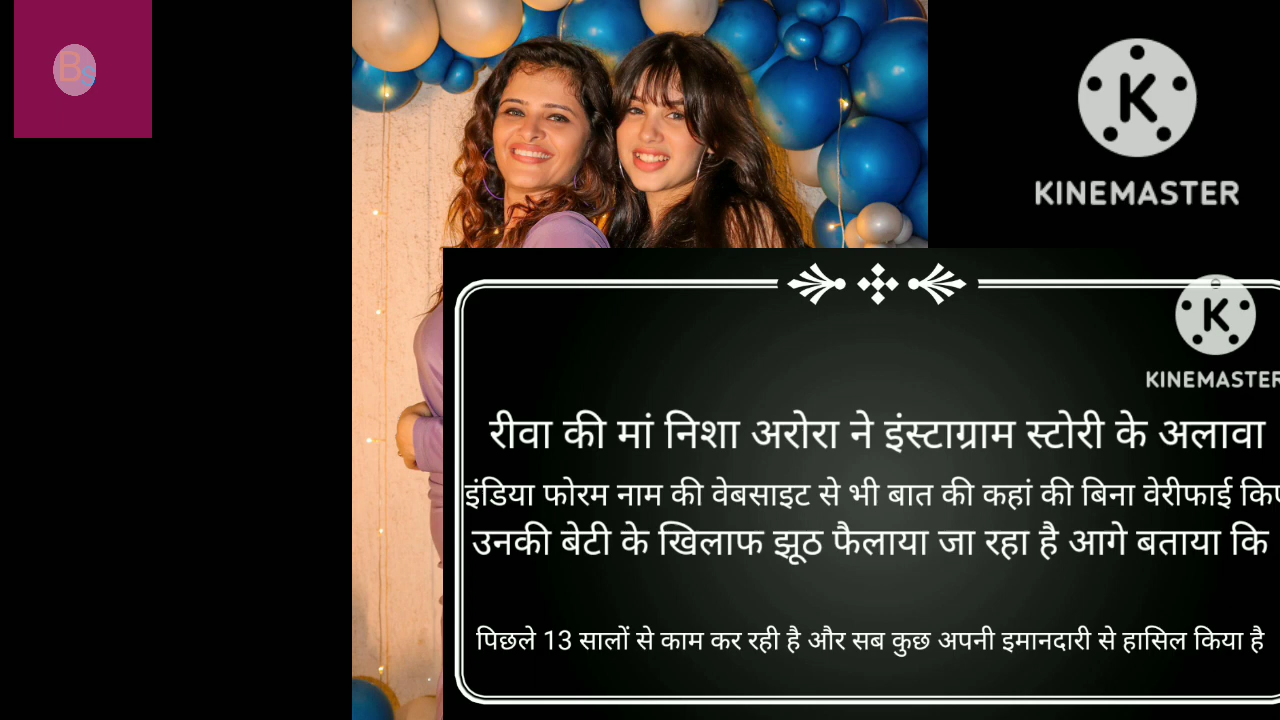 Bs
K
KINEMASTER
K
KINEMASTER
रीवा की मां निशा अरोरा ने इंस्टाग्राम स्टोरी के अलावा
इंडिया फोरम नाम की वेबसाइट से भी बात की कहां की बिना वेरीफाई
उनकी बेटी के खिलाफ झूठ फैलाया जा रहा है आगे बताया कि
पिछले 13 सालों से काम कर रही है और सब कुछ अपनी इमानदारी से हासिल किया है